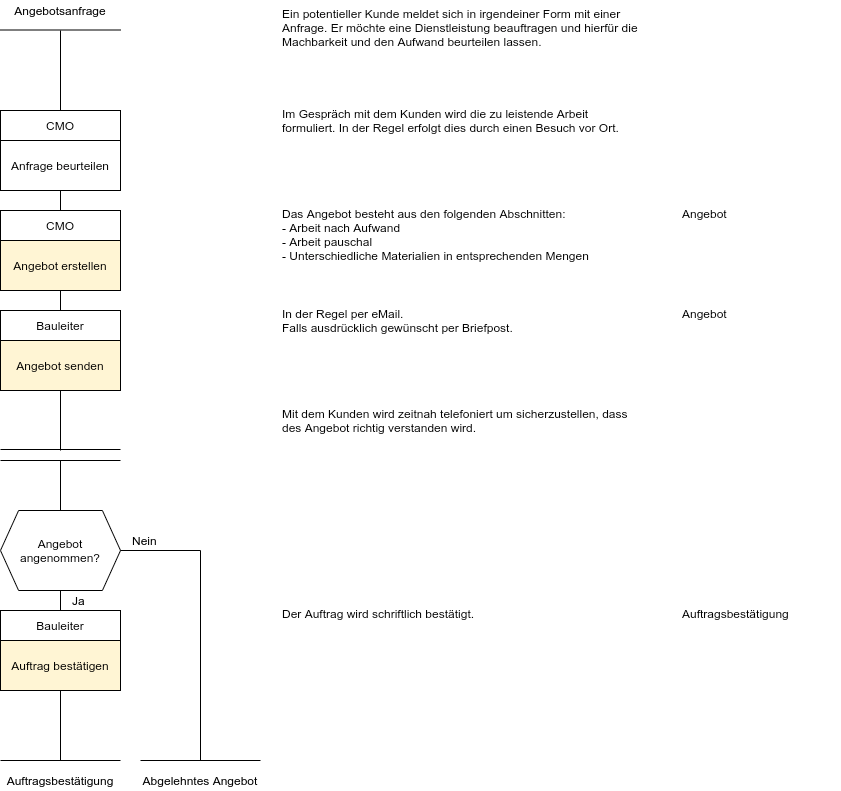 Angebotsanfrage
Ein potentieller Kunde meldet sich in irgendeiner Form mit einer
Anfrage. Er möchte eine Dienstleistung beauftragen und hierfür die
Machbarkeit und den Aufwand beurteilen lassen.
CMO
Anfrage beurteilen
Im Gespräch mit dem Kunden wird die zu leistende Arbeit
formuliert. In der Regel erfolgt dies durch einen Besuch vor Ort.
CMO
Angebot erstellen
Das Angebot besteht aus den folgenden Abschnitten:
- Arbeit nach Aufwand
- Arbeit pauschal
- Unterschiedliche Materialien in entsprechenden Mengen
Angebot
Bauleiter
Angebot senden
In der Regel per eMail.
Falls ausdrücklich gewünscht per Briefpost.
Angebot
Mit dem Kunden wird zeitnah telefoniert um sicherzustellen, dass
des Angebot richtig verstanden wird.
Angebot
angenommen?
Nein
Ja
Bauleiter
Auftrag bestätigen
Der Auftrag wird schriftlich bestätigt.
Auftragsbestätigung
Auftragsbestätigung
Abgelehntes Angebot